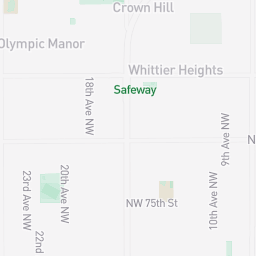 Crown Hill
Olympic Manor
Whittier Heights
Safeway
18th Ave NW
9th Ave NW
N
20th Ave NW
23rd Ave NW
10th Ave NW
NW 75th St
22nd